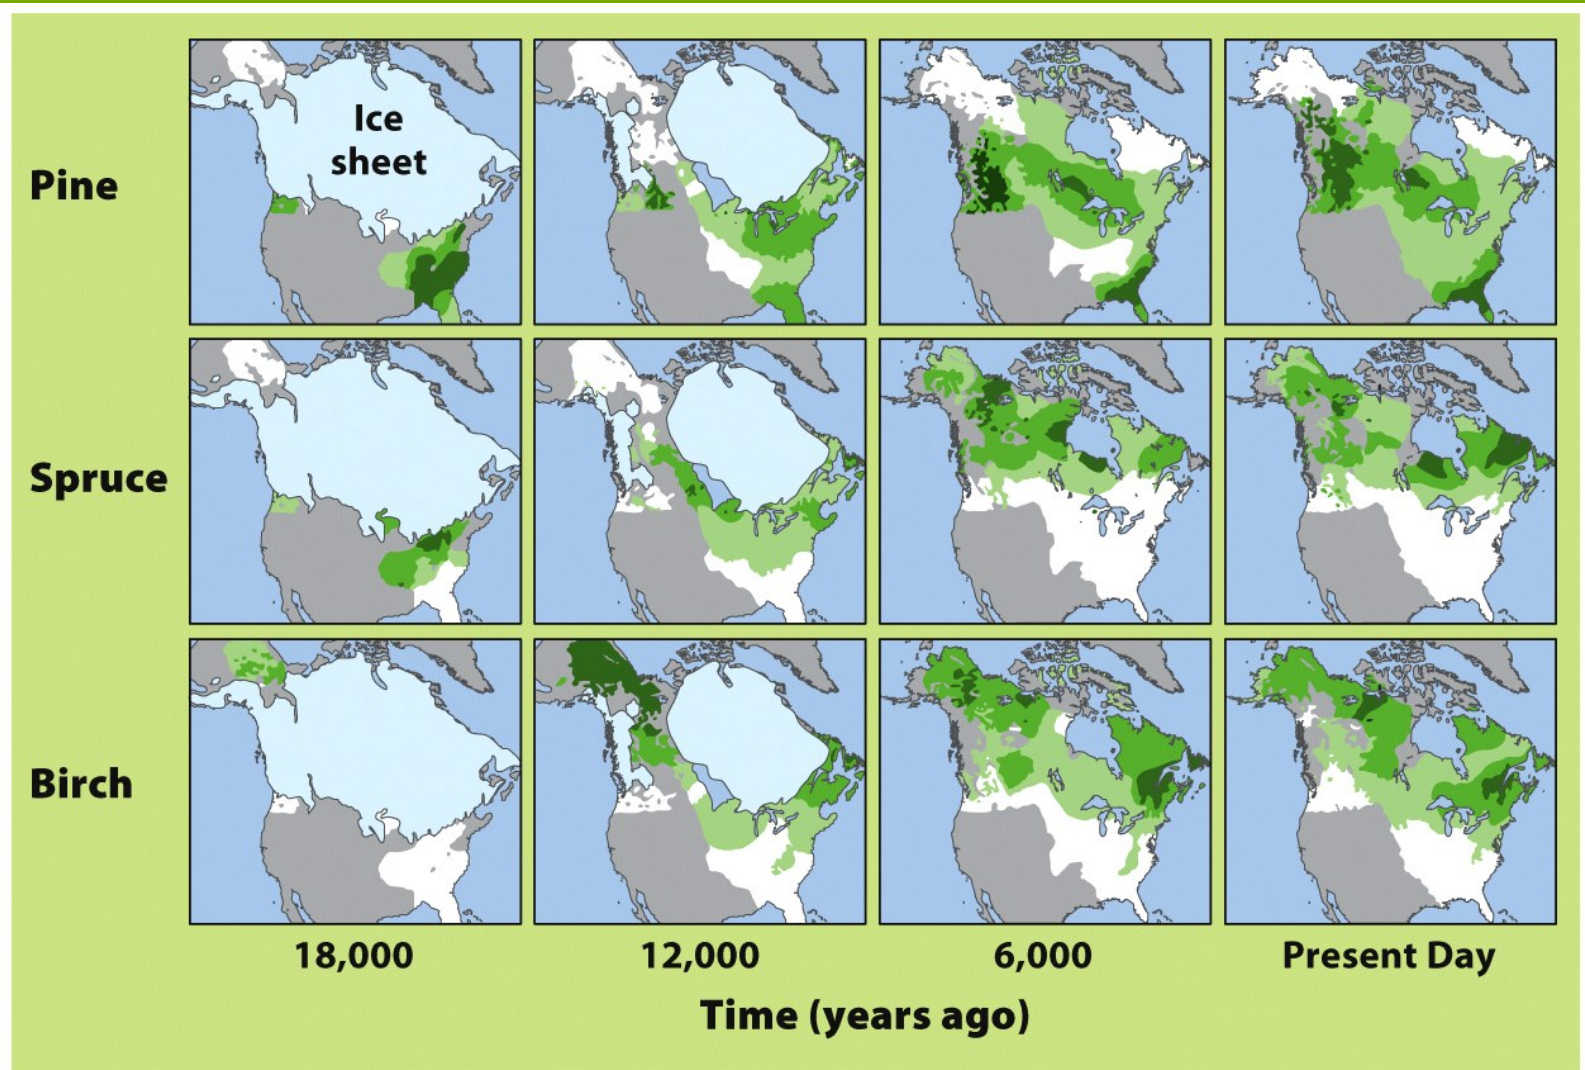 Ice
sheet
Pine
Spruce
Birch
18,000
12,000
6,000
Present Day
Time (years ago)